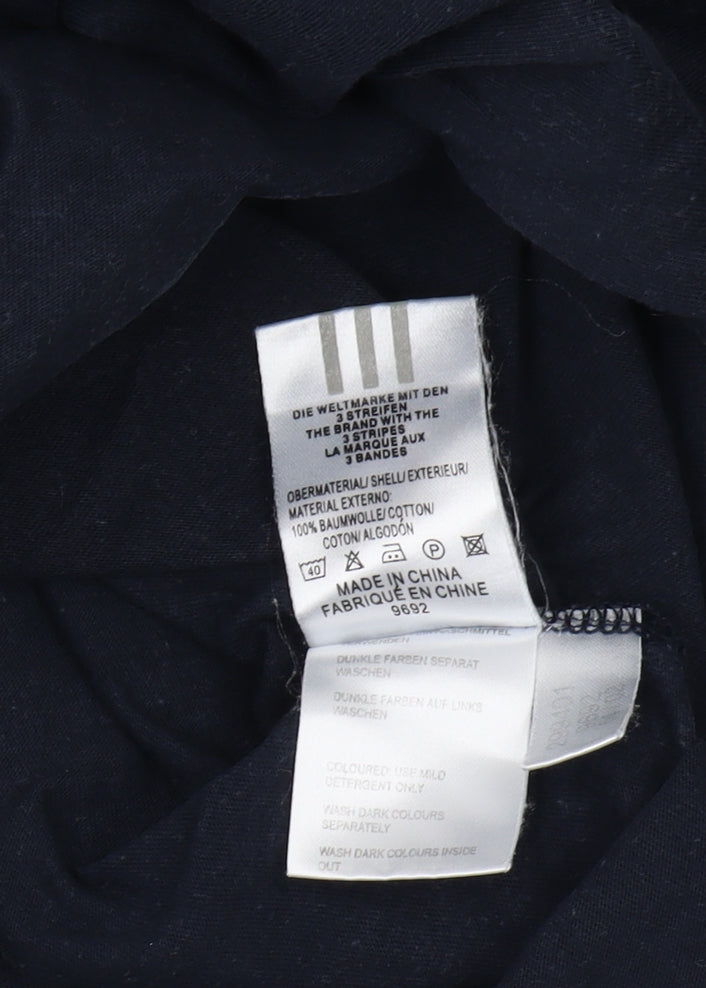 DIE WELTMARKE MIT DEN
3 STREIFEN
THE BRAND WITH THE
3 STRIPES
LA MARQUE AUX
3 BANDES
OBERMATERIAL/ SHELL/ EXTERIEUR/
MATERIAL EXTERNO:
100% BAUMWOLLE/ COTTON/
COTON/ ALGODÓN
40 P
MADE IN CHINA
FABRIQUÉ EN CHINE
9692
DUNKLE FARBEN SEPARAT
WASCHEN
DUNKLE FARBEN AUF LINKS
WASCHEN
COLOURED: USE MILD
DETERGENT ONLY
WASH DARK COLOURS
SEPARATELY
WASH DARK COLOURS INSIDE
OUT